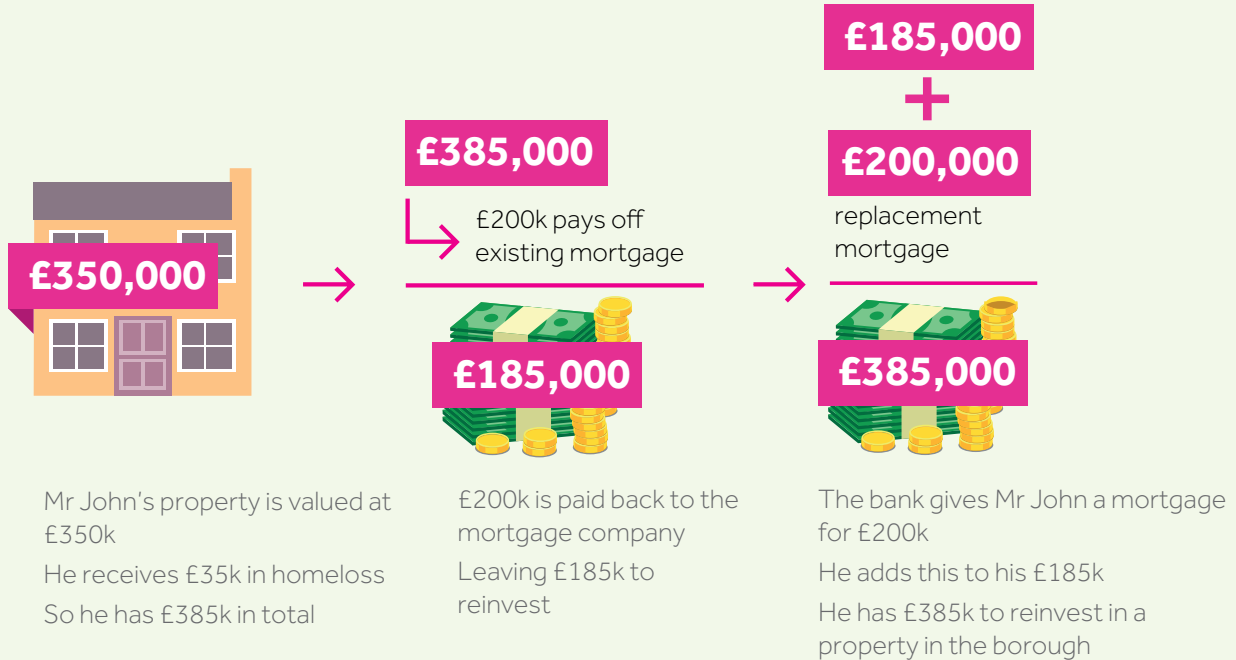 £350,000
Mr John's property is valued at
£350k
He receives £35k in homeloss
So he has £385k in total
£385,000
£200k pays off
existing mortgage
£185,000
£200k is paid back to the
mortgage company
Leaving £185k to
reinvest
£185,000
+
£200,000
replacement
mortgage
£385,000
The bank gives Mr John a mortgage
for £200k
He adds this to his £185k
He has £385k to reinvest in a
property in the borough